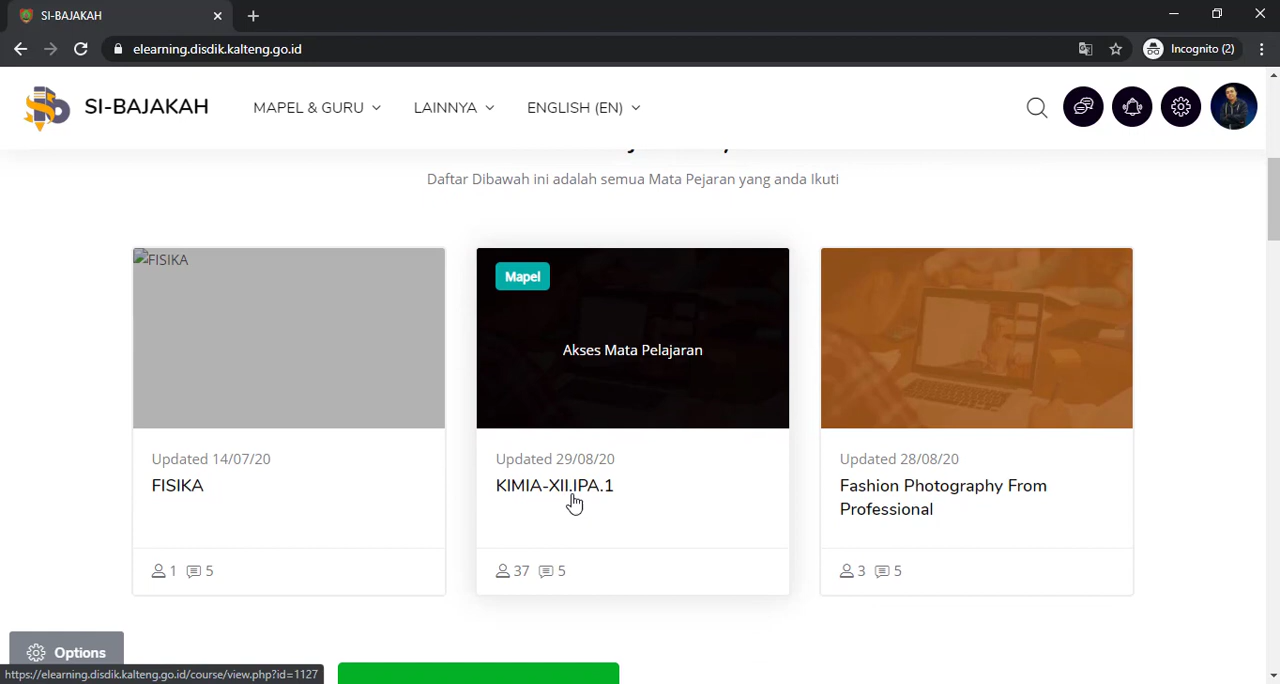 SI-BAJAKAH
elearning.disdik.kalteng.go.id
Incognito (2)
SI-BAJAKAH
MAPEL & GURU
LAINNYA
ENGLISH (EN)
Daftar Dibawah ini adalah semua Mata Pejaran yang anda Ikuti
FISIKA
Mapel
Akses Mata Pelajaran
Updated 14/07/20
FISIKA
1 5
Updated 29/08/20
KIMIA-XII.IPA.1
37 5
Updated 28/08/20
Fashion Photography From
Professional
3 5
Options
https://elearning.disdik.kalteng.go.id/course/view.php?id=1127